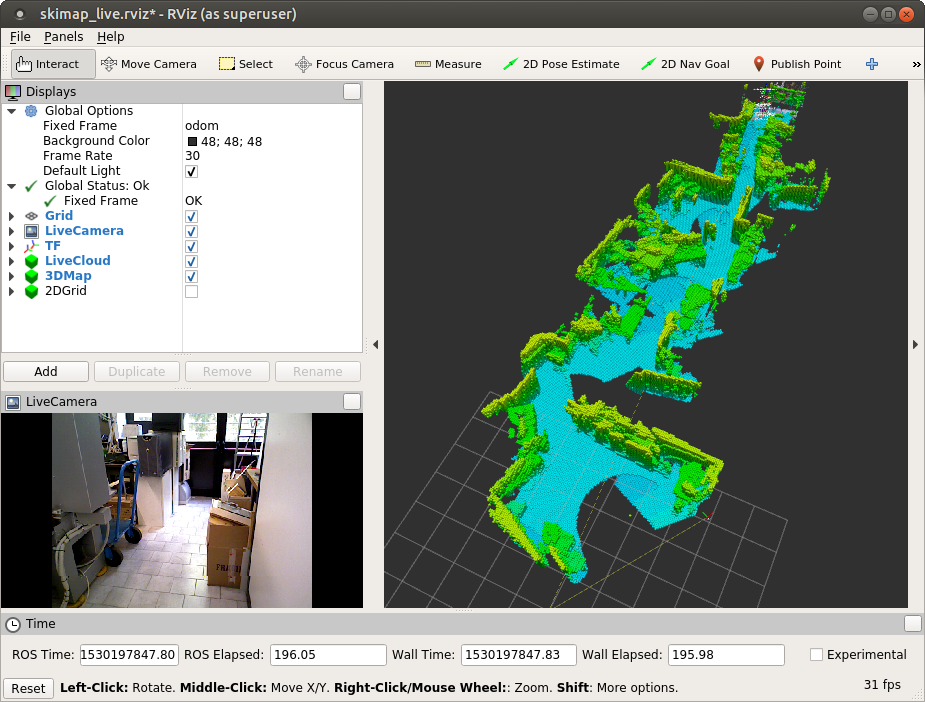 skimap_live.rviz* - RViz (as superuser)
File Panels Help
Interact Move Camera Select Focus Camera Measure 2D Pose Estimate 2D Nav Goal Publish Point »
Displays
Global Options
Fixed Frame odom
Background Color 48; 48; 48
Frame Rate 30
Default Light
Global Status: Ok
Fixed Frame OK
Grid
LiveCamera
TF
LiveCloud
3DMap
2DGrid
Add Duplicate Remove Rename
LiveCamera
Time
ROS Time: 1530197847.80 ROS Elapsed: 196.05 Wall Time: 1530197847.83 Wall Elapsed: 195.98 Experimental
Reset Left-Click: Rotate. Middle-Click: Move X/Y. Right-Click/Mouse Wheel:: Zoom. Shift: More options. 31 fps